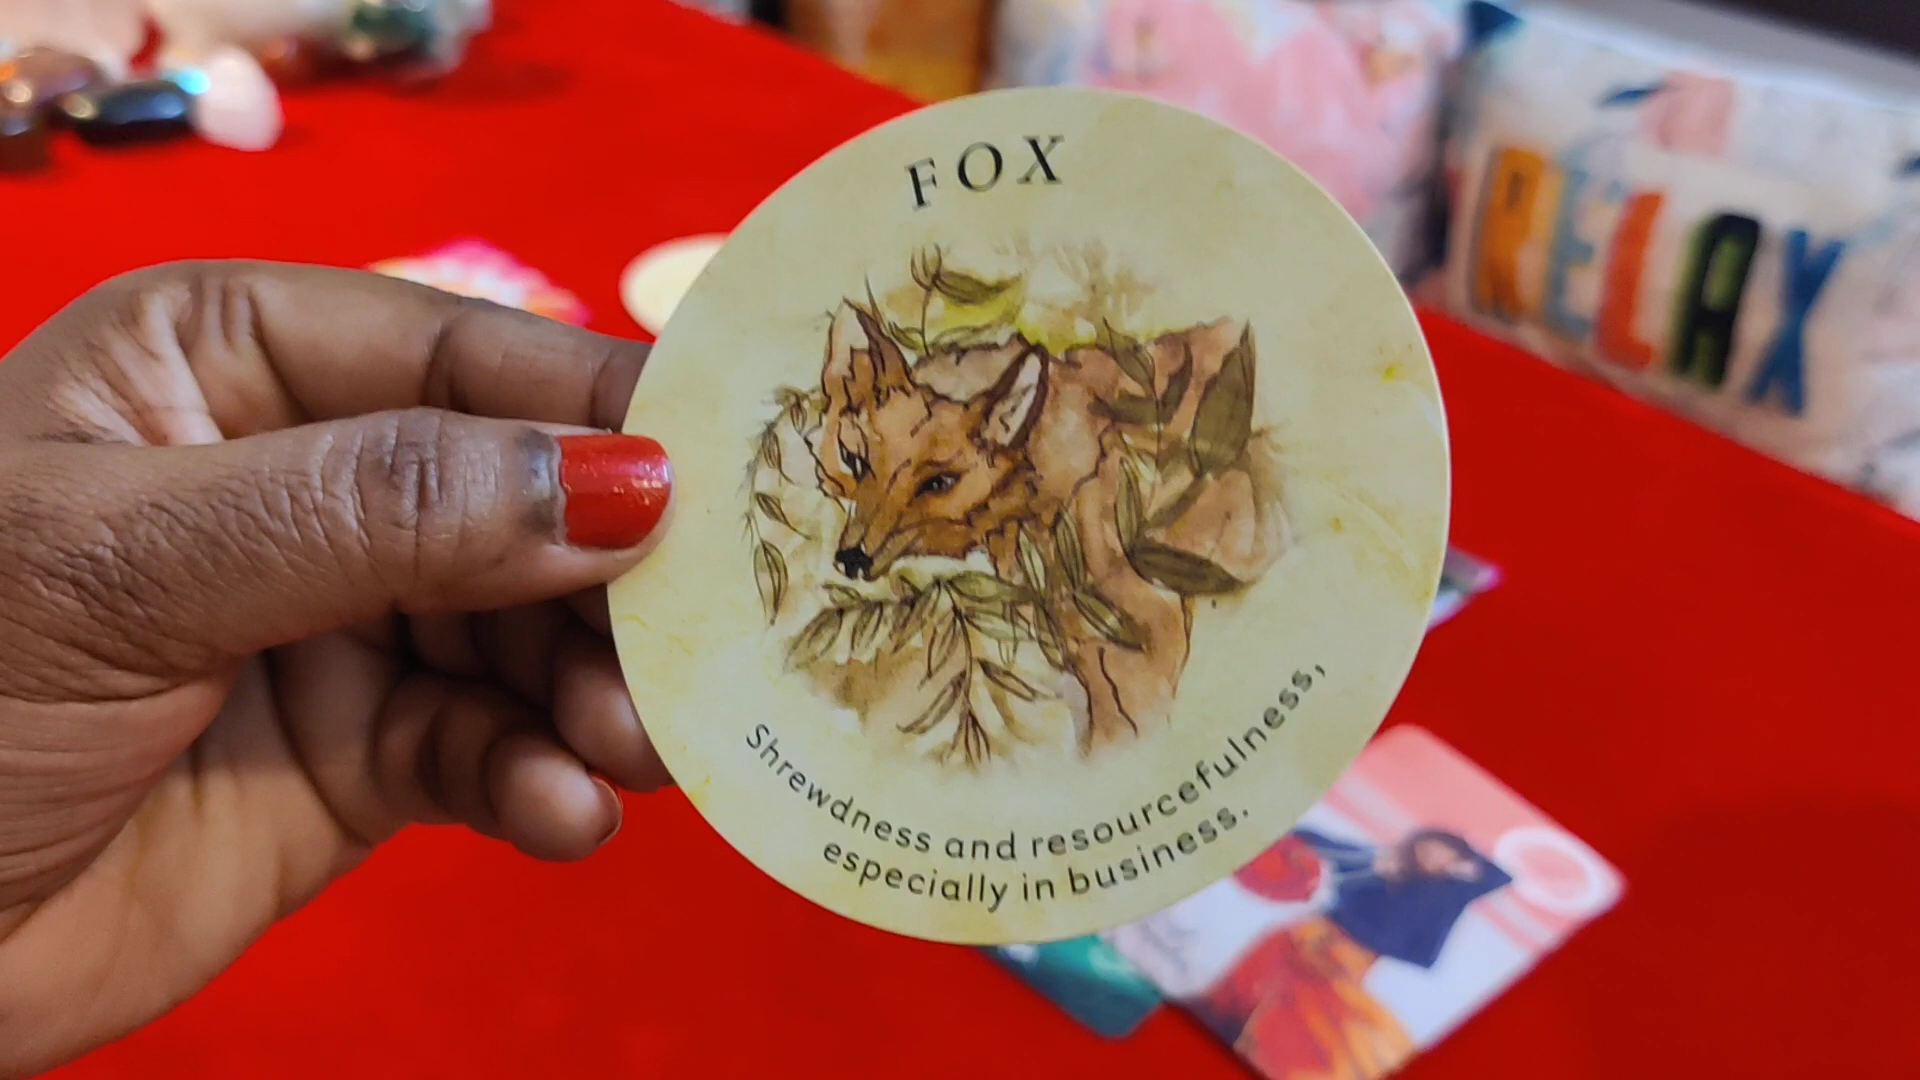 FOX
RELAX
Shrewdness and resourcefulness,
especially in business.